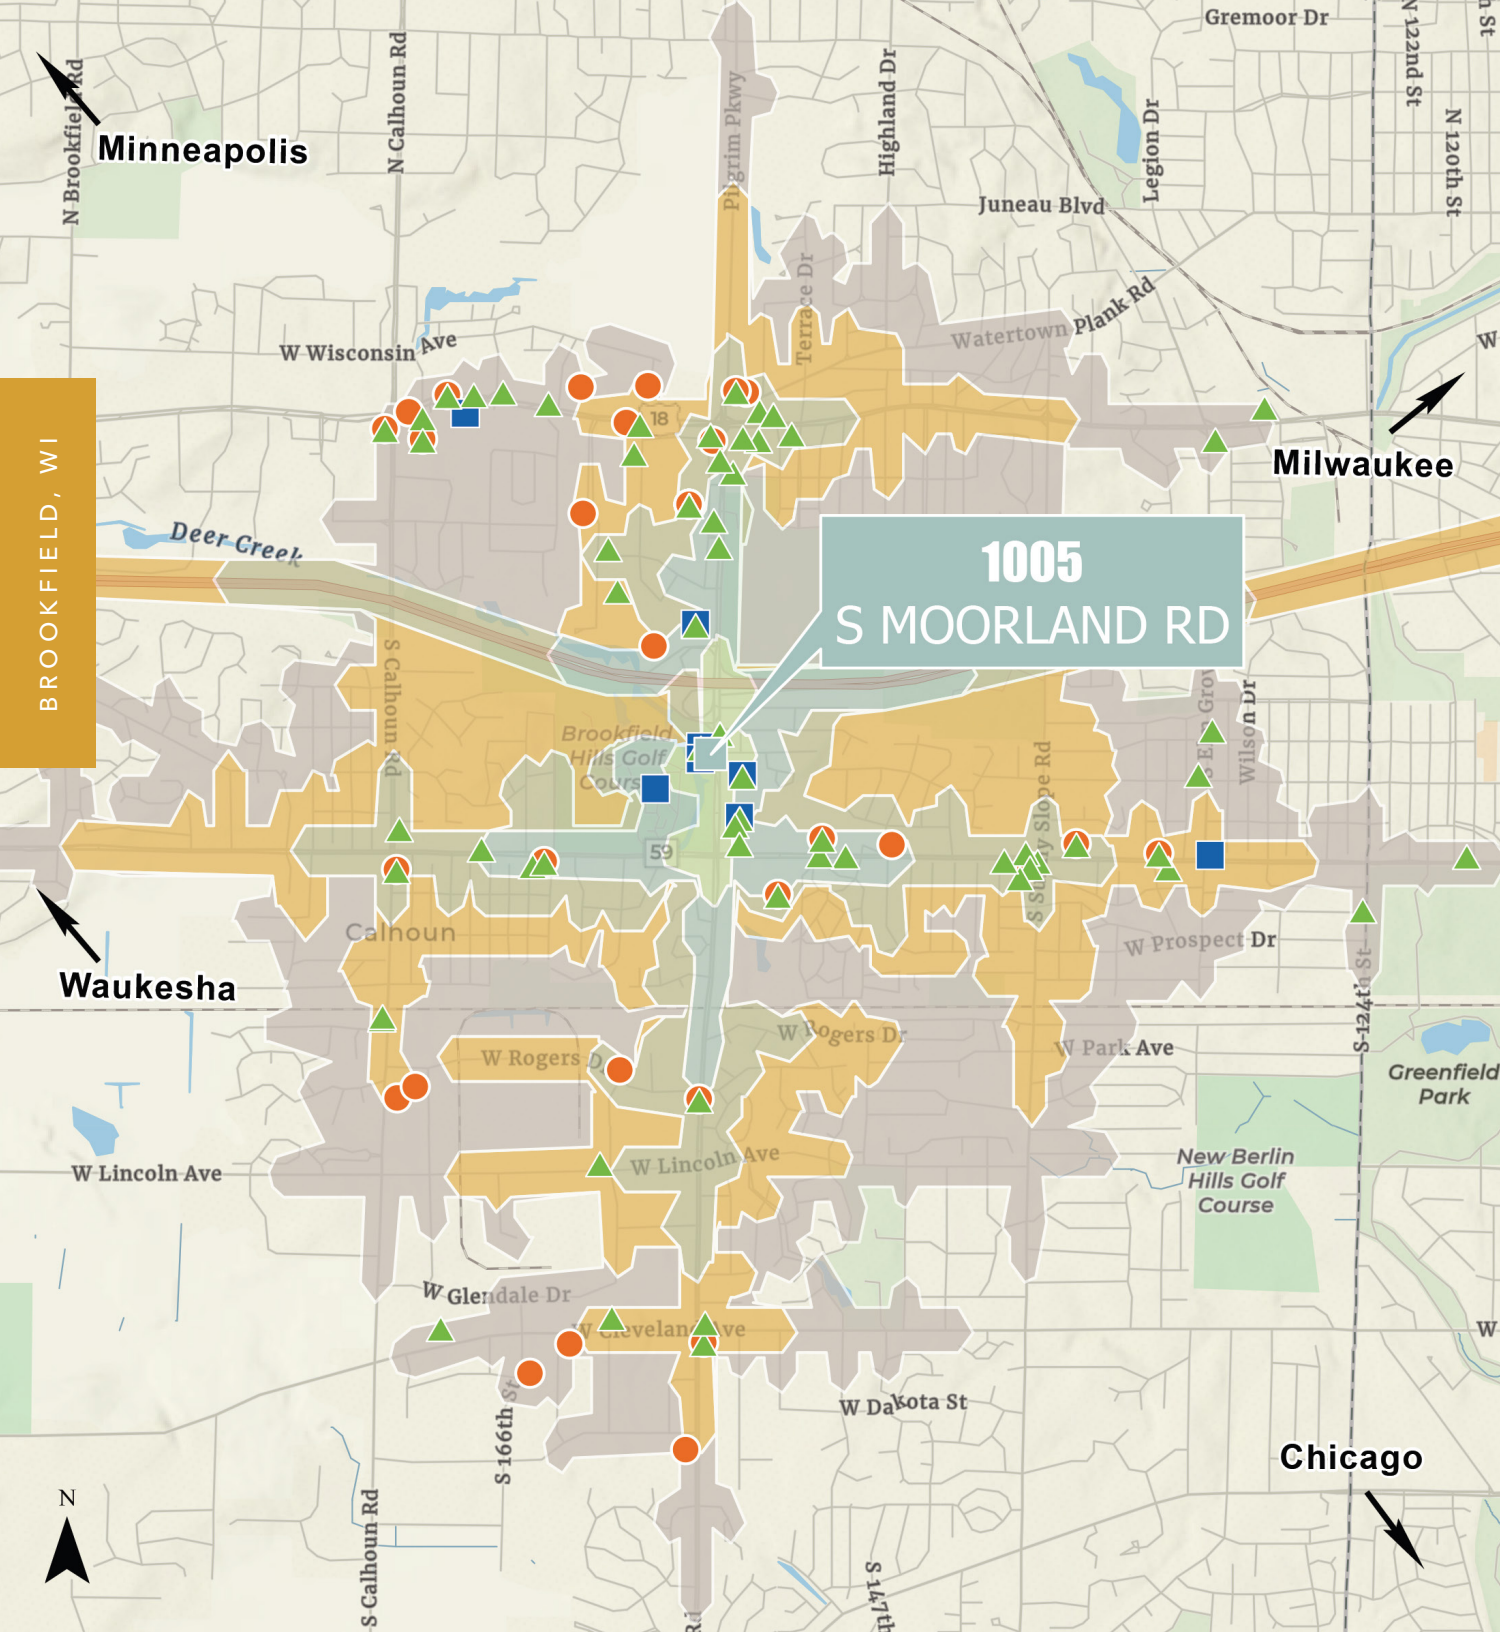 Gremoor Dr
N 122nd St
N Brookfield Rd
N Calhoun Rd
Pilgrim Pkwy
Highland Dr
Legion Dr
N 120th St
Minneapolis
Juneau Blvd
Terrace Dr
Watertown Plank Rd
W Wisconsin Ave
18
Milwaukee
BROOKFIELD, WI
Deer Creek
1005
S MOORLAND RD
S Calhoun Rd
Brookfield
Hills Golf
Course
Wilson Dr
59
Calhoun
W Prospect Dr
Waukesha
S 124th St
W Rogers Dr
W Rogers Dr
W Park Ave
Greenfield
Park
W Lincoln Ave
W Lincoln Ave
New Berlin
Hills Golf
Course
W Glendale Dr
W Cleveland Ave
W
W
W Dakota St
S 166th St
Chicago
N
S Calhoun Rd
S 147th
Rd